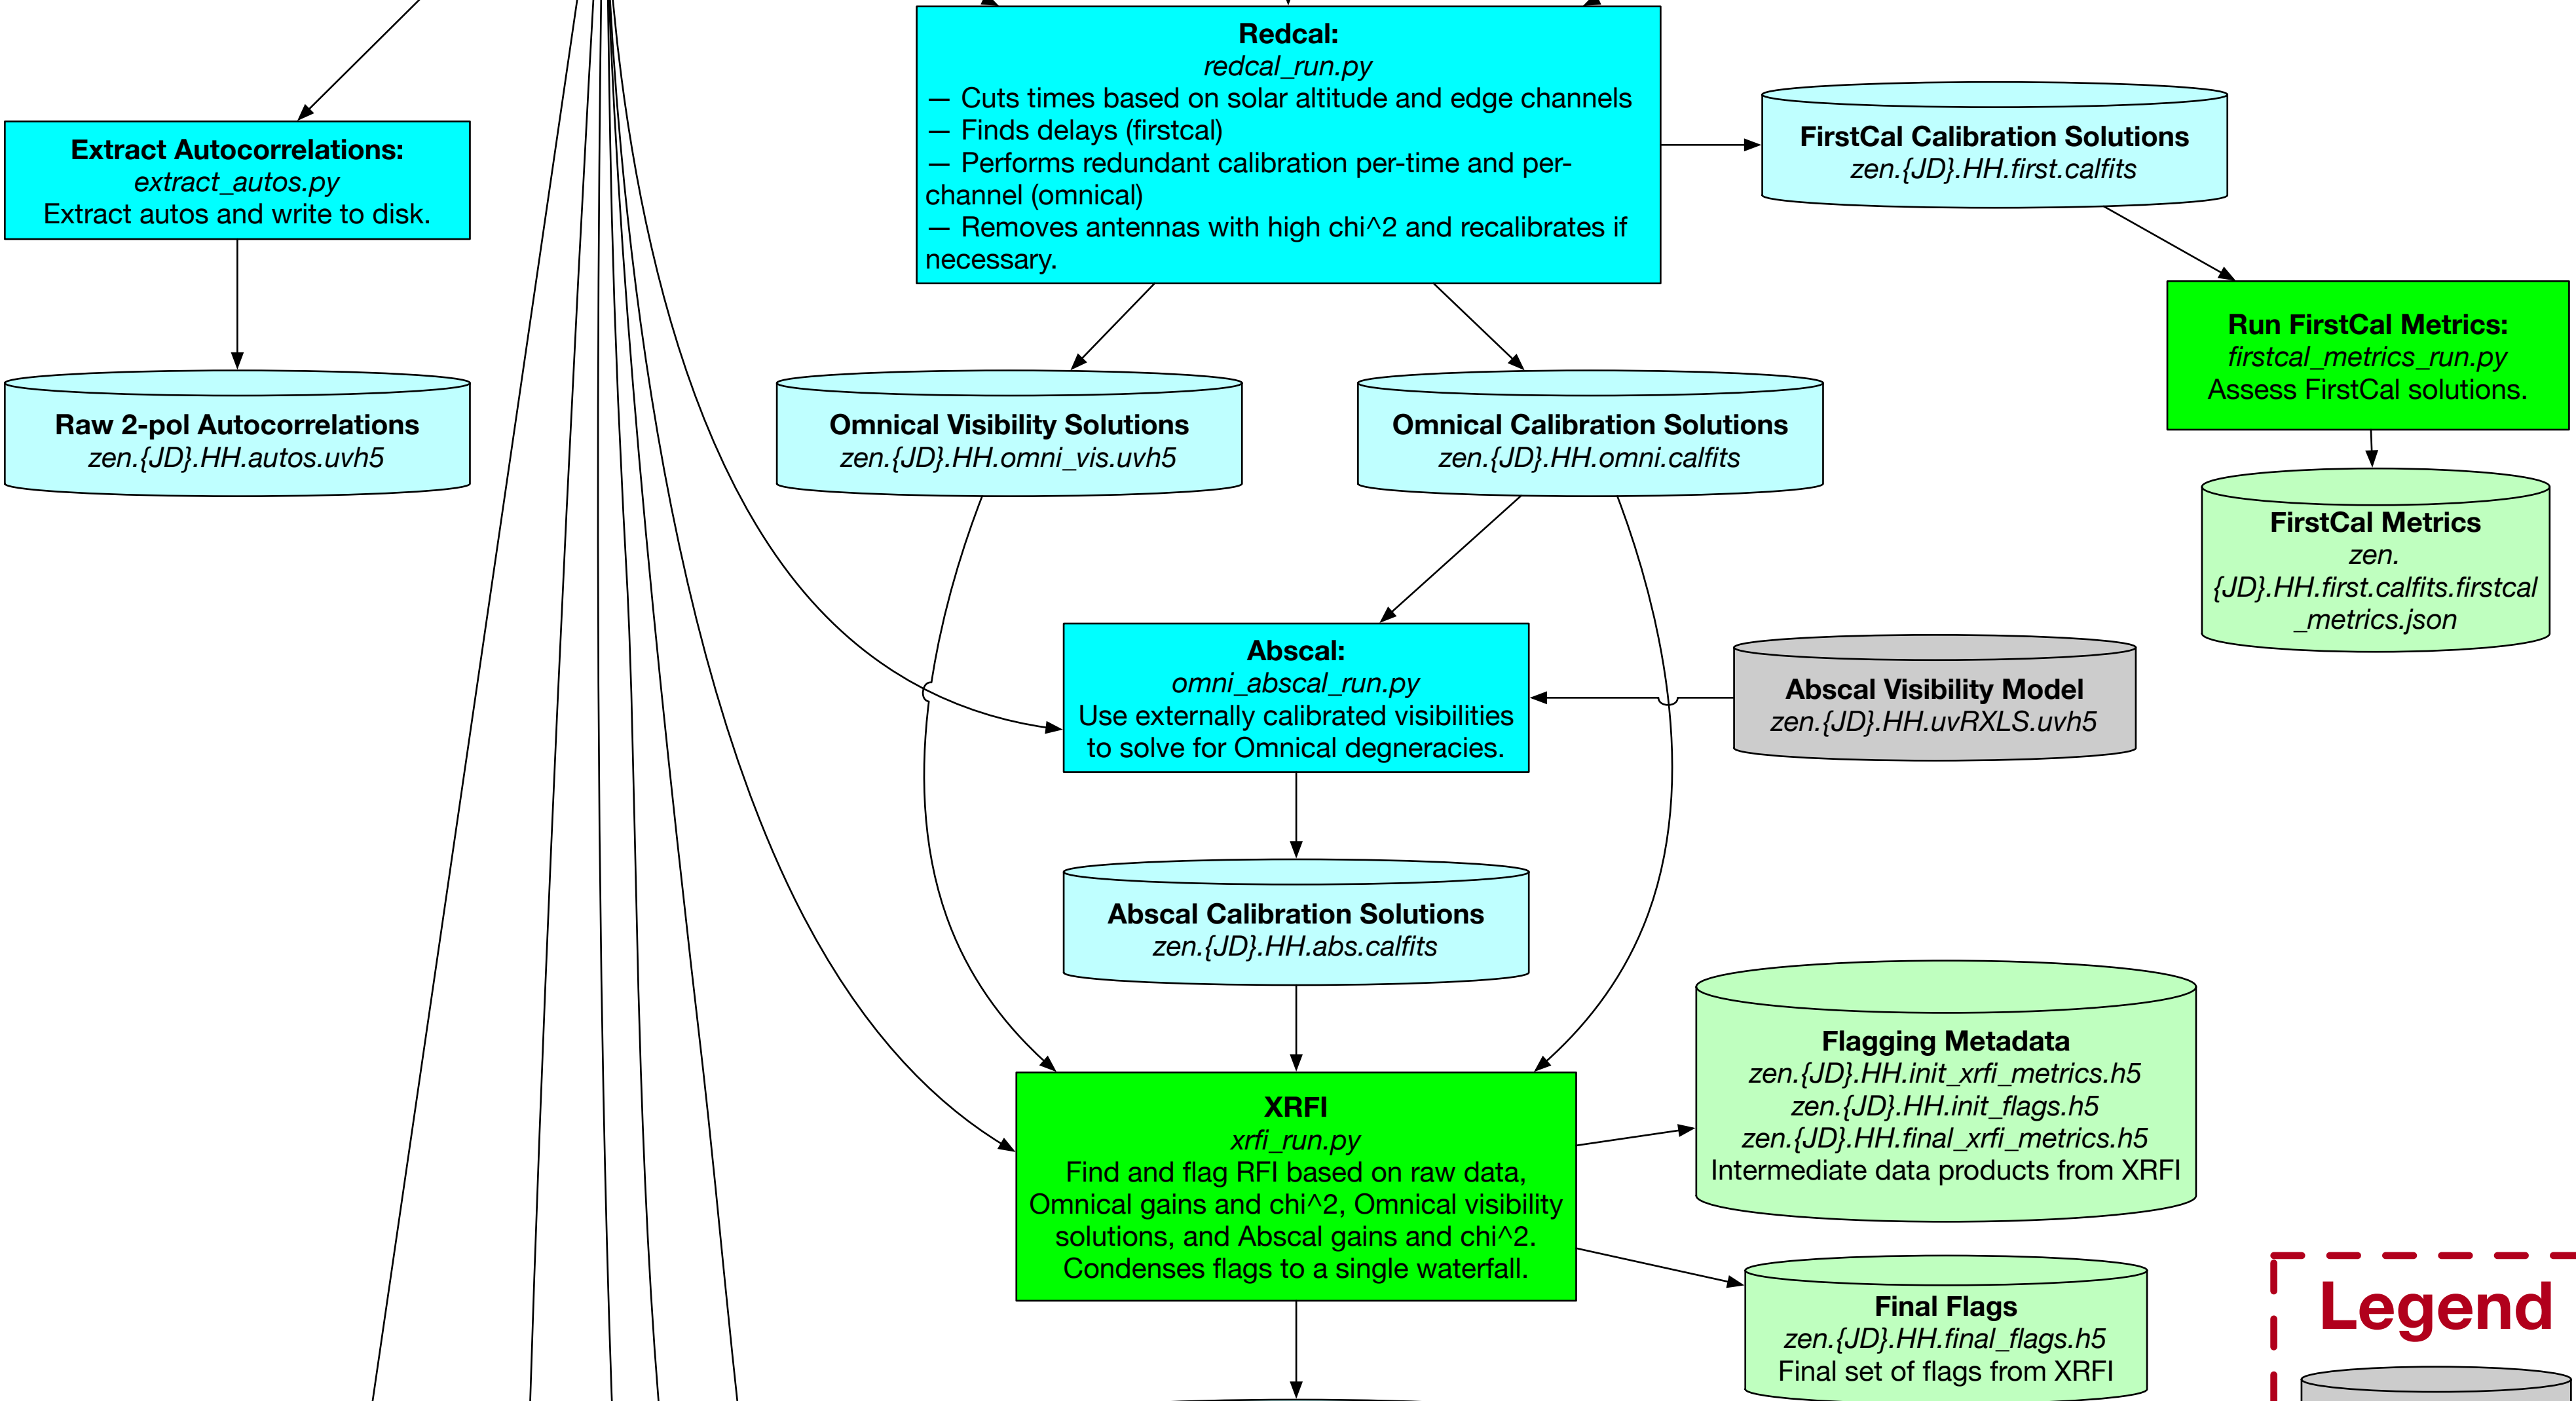 Redcal:
redcal_run.py
— Cuts times based on solar altitude and edge channels
— Finds delays (firstcal)
— Performs redundant calibration per-time and per-
channel (omnical)
— Removes antennas with high chi^2 and recalibrates if
necessary.
FirstCal Calibration Solutions
zen.{JD}.HH.first.calfits
Extract Autocorrelations:
extract_autos.py
Extract autos and write to disk.
Run FirstCal Metrics:
firstcal_metrics_run.py
Assess FirstCal solutions.
Raw 2-pol Autocorrelations
zen.{JD}.HH.autos.uvh5
Omnical Visibility Solutions
zen.{JD}.HH.omni_vis.uvh5
Omnical Calibration Solutions
zen.{JD}.HH.omni.calfits
FirstCal Metrics
zen.
{JD}.HH.first.calfits.firstcal
_metrics.json
Abscal:
omni_abscal_run.py
Use externally calibrated visibilities
to solve for Omnical degneracies.
Abscal Visibility Model
zen.{JD}.HH.uvRXLS.uvh5
Abscal Calibration Solutions
zen.{JD}.HH.abs.calfits
Flagging Metadata
zen.{JD}.HH.init_xrfi_metrics.h5
zen.{JD}.HH.init_flags.h5
zen.{JD}.HH.final_xrfi_metrics.h5
Intermediate data products from XRFI
XRFI
xrfi_run.py
Find and flag RFI based on raw data,
Omnical gains and chi^2, Omnical visibility
solutions, and Abscal gains and chi^2.
Condenses flags to a single waterfall.
Final Flags
zen.{JD}.HH.final_flags.h5
Final set of flags from XRFI
Legend